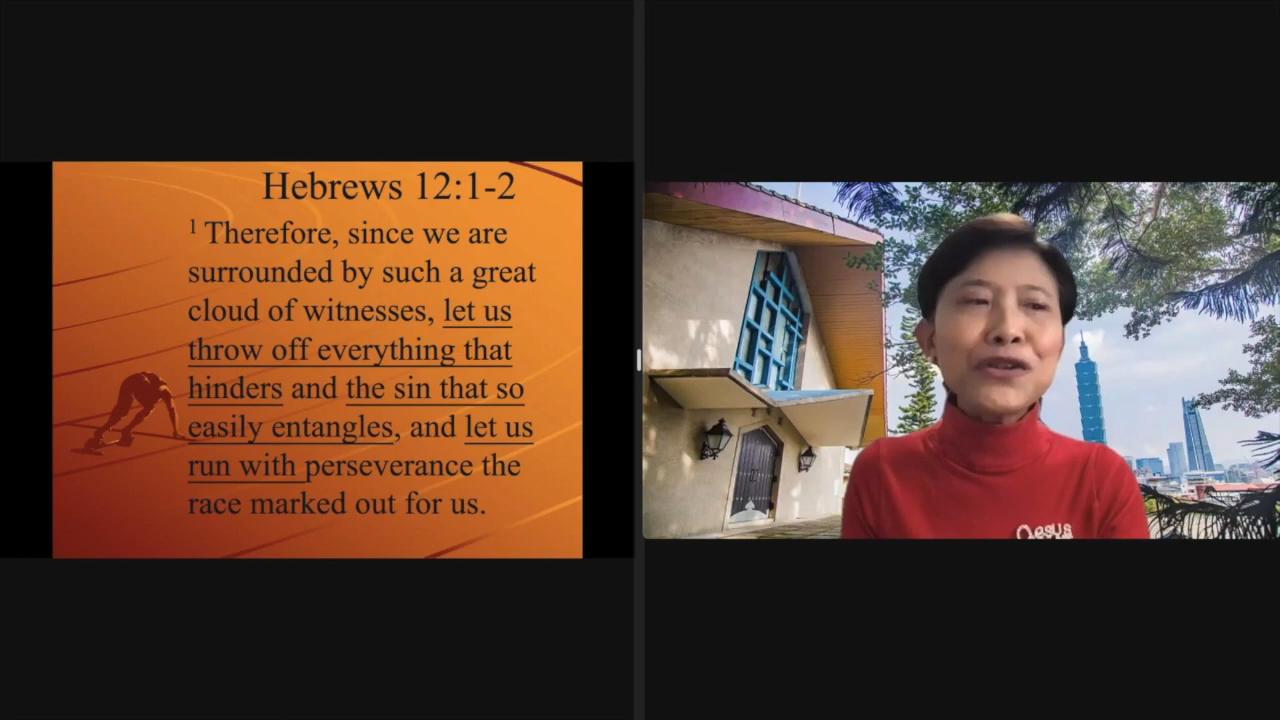 Hebrews 12:1-2
1 Therefore, since we are
surrounded by such a great
cloud of witnesses, let us
throw off everything that
hinders and the sin that so
easily entangles, and let us
run with perseverance the
race marked out for us.
Jesus